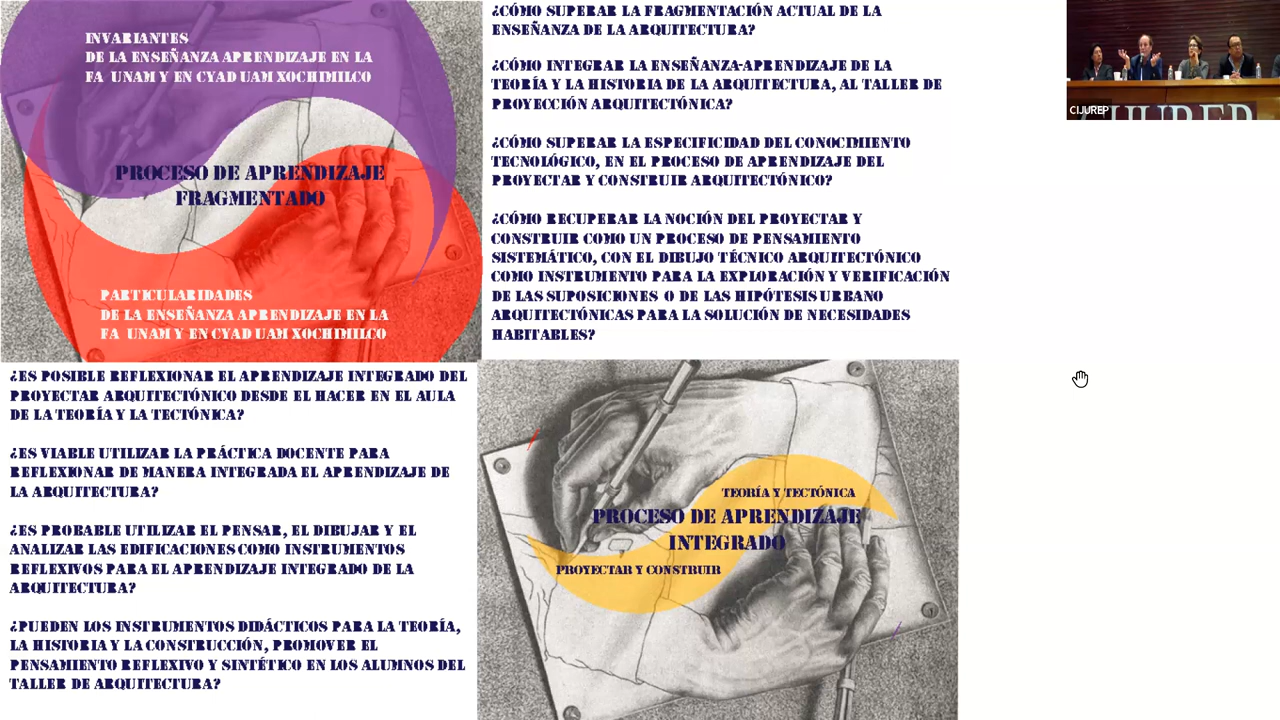 INVARIANTES
DE LA ENSEÑANZA APRENDIZAJE EN LA
FA UNAM Y EN CYAD UAM XOCHIMILCO
PROCESO DE APRENDIZAJE
FRAGMENTADO
PARTICULARIDADES
DE LA ENSEÑANZA APRENDIZAJE EN LA
FA UNAM Y EN CYAD UAM XOCHIMILCO
¿CÓMO SUPERAR LA FRAGMENTACIÓN ACTUAL DE LA
ENSEÑANZA DE LA ARQUITECTURA?
¿CÓMO INTEGRAR LA ENSEÑANZA-APRENDIZAJE DE LA
TEORÍA Y LA HISTORIA DE LA ARQUITECTURA, AL TALLER DE
PROYECCIÓN ARQUITECTÓNICA?
¿CÓMO SUPERAR LA ESPECIFICIDAD DEL CONOCIMIENTO
TECNOLÓGICO, EN EL PROCESO DE APRENDIZAJE DEL
PROYECTAR Y CONSTRUIR ARQUITECTÓNICO?
¿CÓMO RECUPERAR LA NOCIÓN DEL PROYECTAR Y
CONSTRUIR COMO UN PROCESO DE PENSAMIENTO
SISTEMÁTICO, CON EL DIBUJO TÉCNICO ARQUITECTÓNICO
COMO INSTRUMENTO PARA LA EXPLORACIÓN Y VERIFICACIÓN
DE LAS SUPOSICIONES O DE LAS HIPÓTESIS URBANO
ARQUITECTÓNICAS PARA LA SOLUCIÓN DE NECESIDADES
HABITABLES?
CIJUREP
CIJUREP
¿ES POSIBLE REFLEXIONAR EL APRENDIZAJE INTEGRADO DEL
PROYECTAR ARQUITECTÓNICO DESDE EL HACER EN EL AULA
DE LA TEORÍA Y LA TECTÓNICA?
¿ES VIABLE UTILIZAR LA PRÁCTICA DOCENTE PARA
REFLEXIONAR DE MANERA INTEGRADA EL APRENDIZAJE DE
LA ARQUITECTURA?
¿ES PROBABLE UTILIZAR EL PENSAR, EL DIBUJAR Y EL
ANALIZAR LAS EDIFICACIONES COMO INSTRUMENTOS
REFLEXIVOS PARA EL APRENDIZAJE INTEGRADO DE LA
ARQUITECTURA?
¿PUEDEN LOS INSTRUMENTOS DIDÁCTICOS PARA LA TEORÍA,
LA HISTORIA Y LA CONSTRUCCIÓN, PROMOVER EL
PENSAMIENTO REFLEXIVO Y SINTÉTICO EN LOS ALUMNOS DEL
TALLER DE ARQUITECTURA?
TEORÍA Y TECTÓNICA
PROCESO DE APRENDIZAJE
INTEGRADO
PROYECTAR Y CONSTRUIR